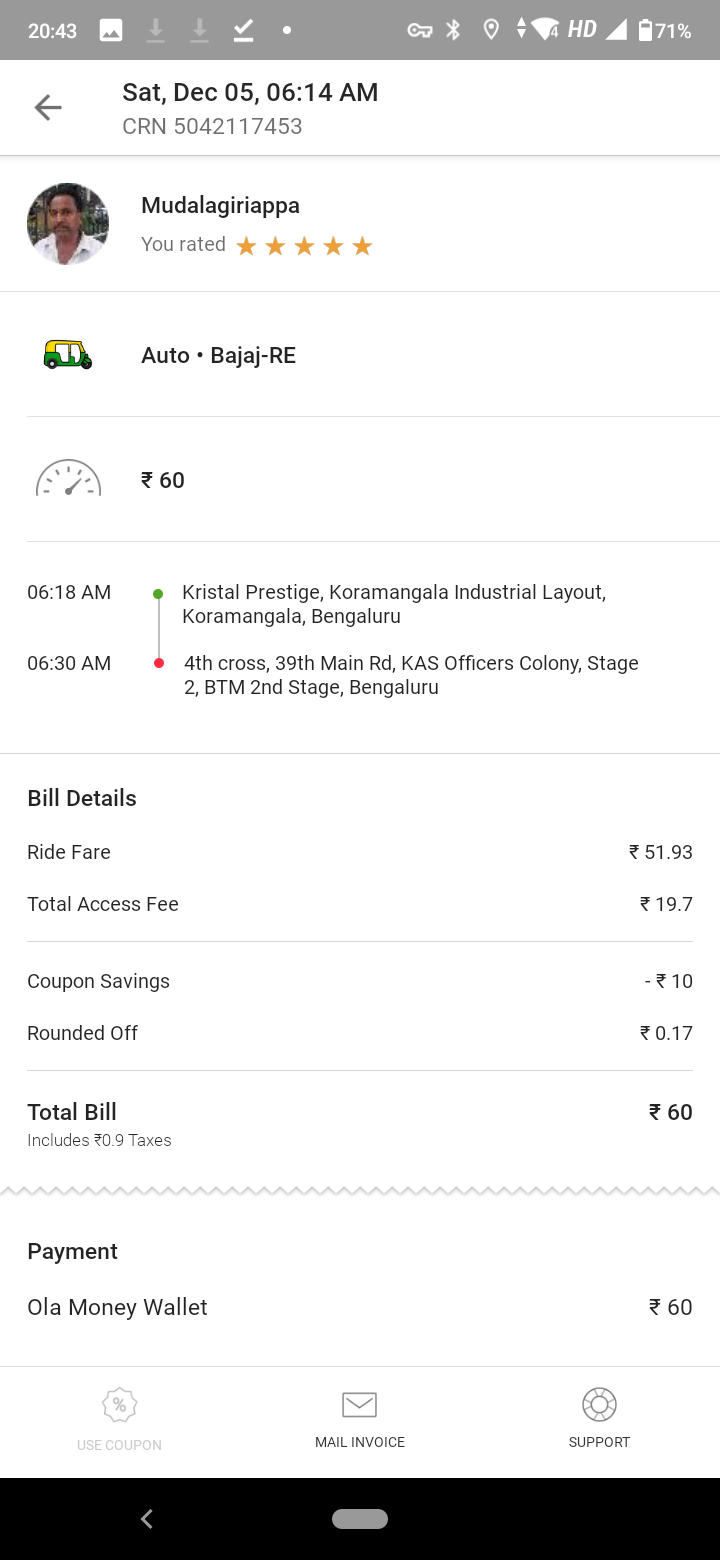 20:43
4 HD 71%
Sat, Dec 05, 06:14 AM
CRN 5042117453
Mudalagiriappa
You rated
Auto • Bajaj-RE
₹ 60
06:18 AM
Kristal Prestige, Koramangala Industrial Layout,
Koramangala, Bengaluru
06:30 AM
4th cross, 39th Main Rd, KAS Officers Colony, Stage
2, BTM 2nd Stage, Bengaluru
Bill Details
Ride Fare ₹ 51.93
Total Access Fee ₹ 19.7
Coupon Savings - ₹ 10
Rounded Off ₹ 0.17
Total Bill ₹ 60
Includes ₹0.9 Taxes
Payment
Ola Money Wallet ₹ 60
%
USE COUPON MAIL INVOICE SUPPORT